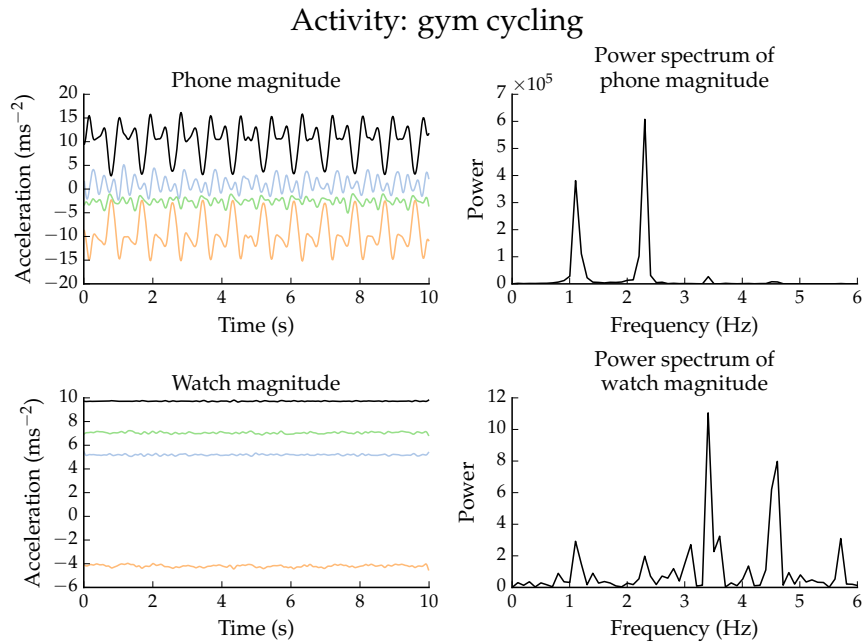 Activity: gym cycling
Phone magnitude
Acceleration (ms⁻²)
20
15
10
5
0
−5
−10
−15
−20
0 2 4 6 8 10
Time (s)
Power spectrum of
phone magnitude
×10⁵
Power
7
6
5
4
3
2
1
0
0 1 2 3 4 5 6
Frequency (Hz)
Watch magnitude
Acceleration (ms⁻²)
10
8
6
4
2
0
−2
−4
−6
0 2 4 6 8 10
Time (s)
Power spectrum of
watch magnitude
Power
12
10
8
6
4
2
0
0 1 2 3 4 5 6
Frequency (Hz)